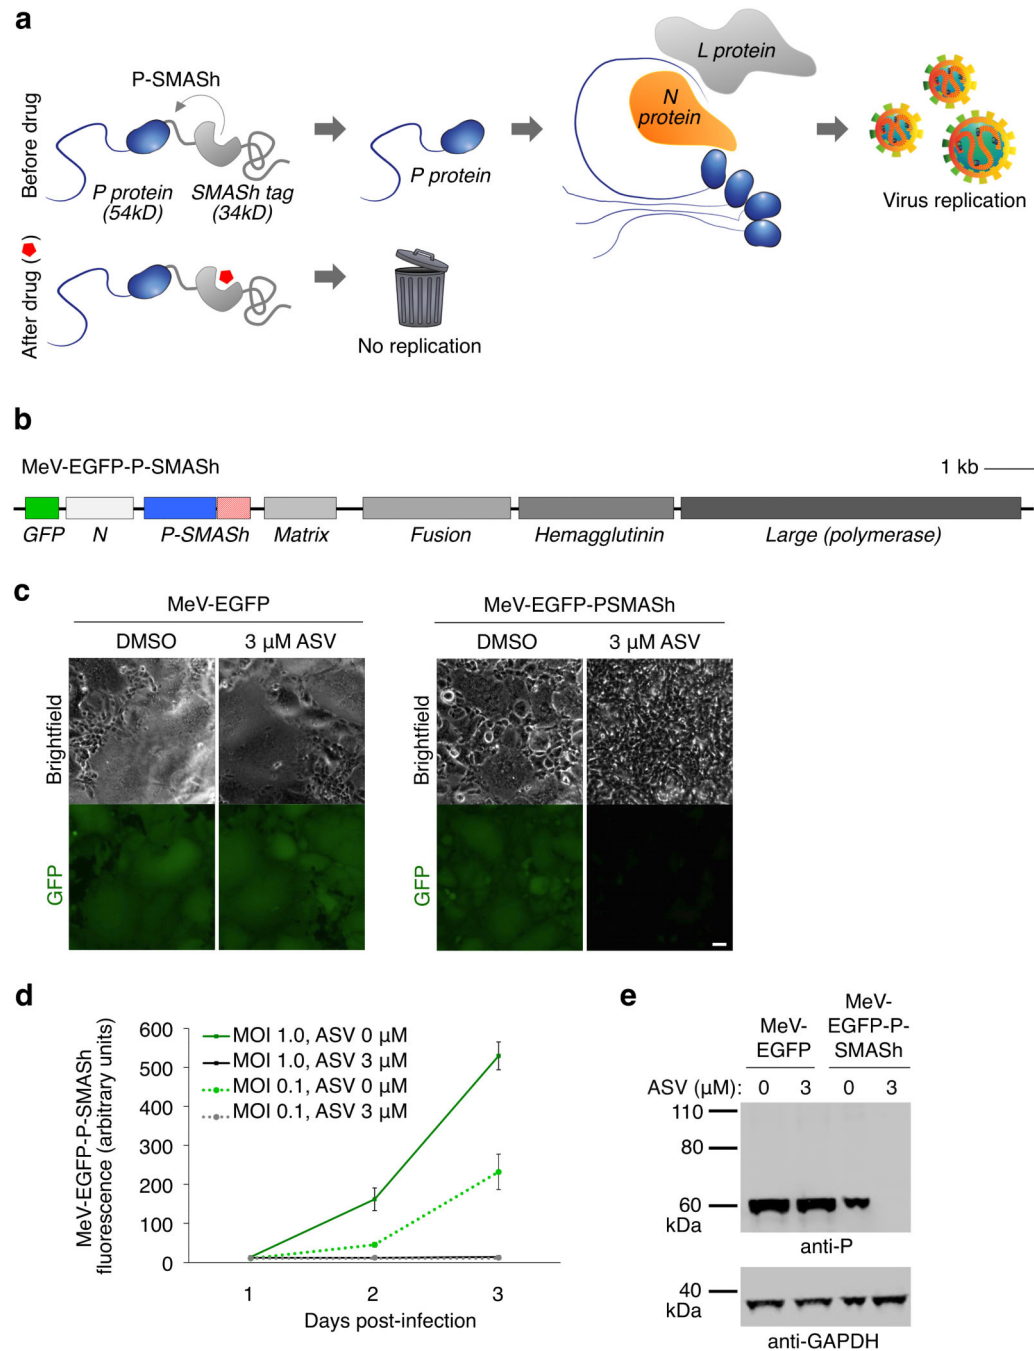 a
Before drug
P-SMASh
P protein
(54kD)
SMASh tag
(34kD)
P protein
L protein
N
protein
Virus replication
After drug ( )
No replication
b
MeV-EGFP-P-SMASh
1 kb
GFP
N
P-SMASh
Matrix
Fusion
Hemagglutinin
Large (polymerase)
c
MeV-EGFP
MeV-EGFP-PSMASh
DMSO
3 μM ASV
DMSO
3 μM ASV
Brightfield
Brightfield
GFP
GFP
d
MeV-EGFP-P-SMASh
fluorescence (arbitrary units)
600
500
400
300
200
100
0
MOI 1.0, ASV 0 μM
MOI 1.0, ASV 3 μM
MOI 0.1, ASV 0 μM
MOI 0.1, ASV 3 μM
1 2 3
Days post-infection
e
MeV-
EGFP
MeV-
EGFP-P-
SMASh
ASV (μM): 0 3 0 3
110
80
60
kDa
anti-P
40
kDa
anti-GAPDH